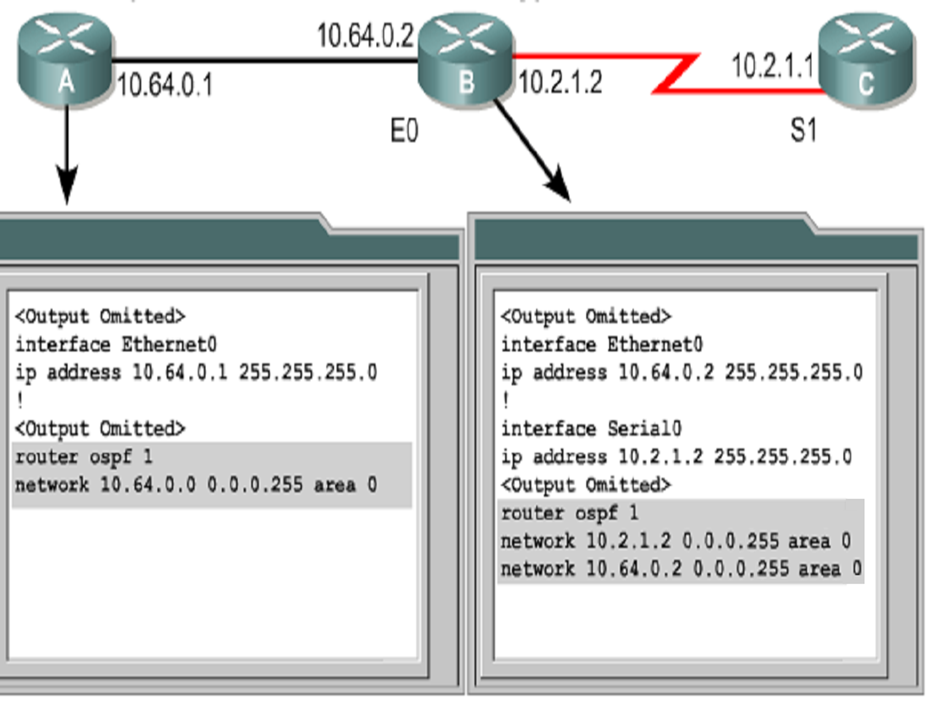 10.64.0.2
A
10.64.0.1
B
10.2.1.2
10.2.1.1
C
E0
S1
<Output Omitted>
interface Ethernet0
ip address 10.64.0.1 255.255.255.0
!
<Output Omitted>
router ospf 1
network 10.64.0.0 0.0.0.255 area 0
<Output Omitted>
interface Ethernet0
ip address 10.64.0.2 255.255.255.0
!
interface Serial0
ip address 10.2.1.2 255.255.255.0
<Output Omitted>
router ospf 1
network 10.2.1.2 0.0.0.255 area 0
network 10.64.0.2 0.0.0.255 area 0